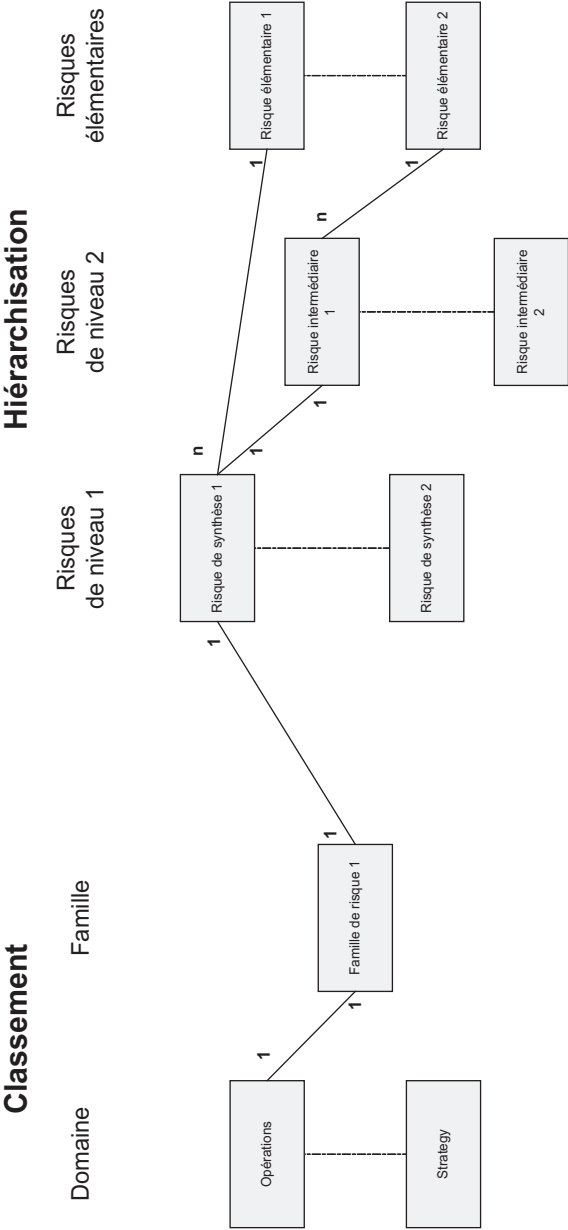 Classement
Hiérarchisation
Domaine
Famille
Risques
de niveau 1
Risques
de niveau 2
Risques
élémentaires
Opérations
Strategy
1
1
Famille de risque 1
1
1
Risque de synthèse 1
Risque de synthèse 2
n
1
1
Risque intermédiaire
1
Risque intermédiaire
2
n
1
1
Risque élémentaire 1
Risque élémentaire 2